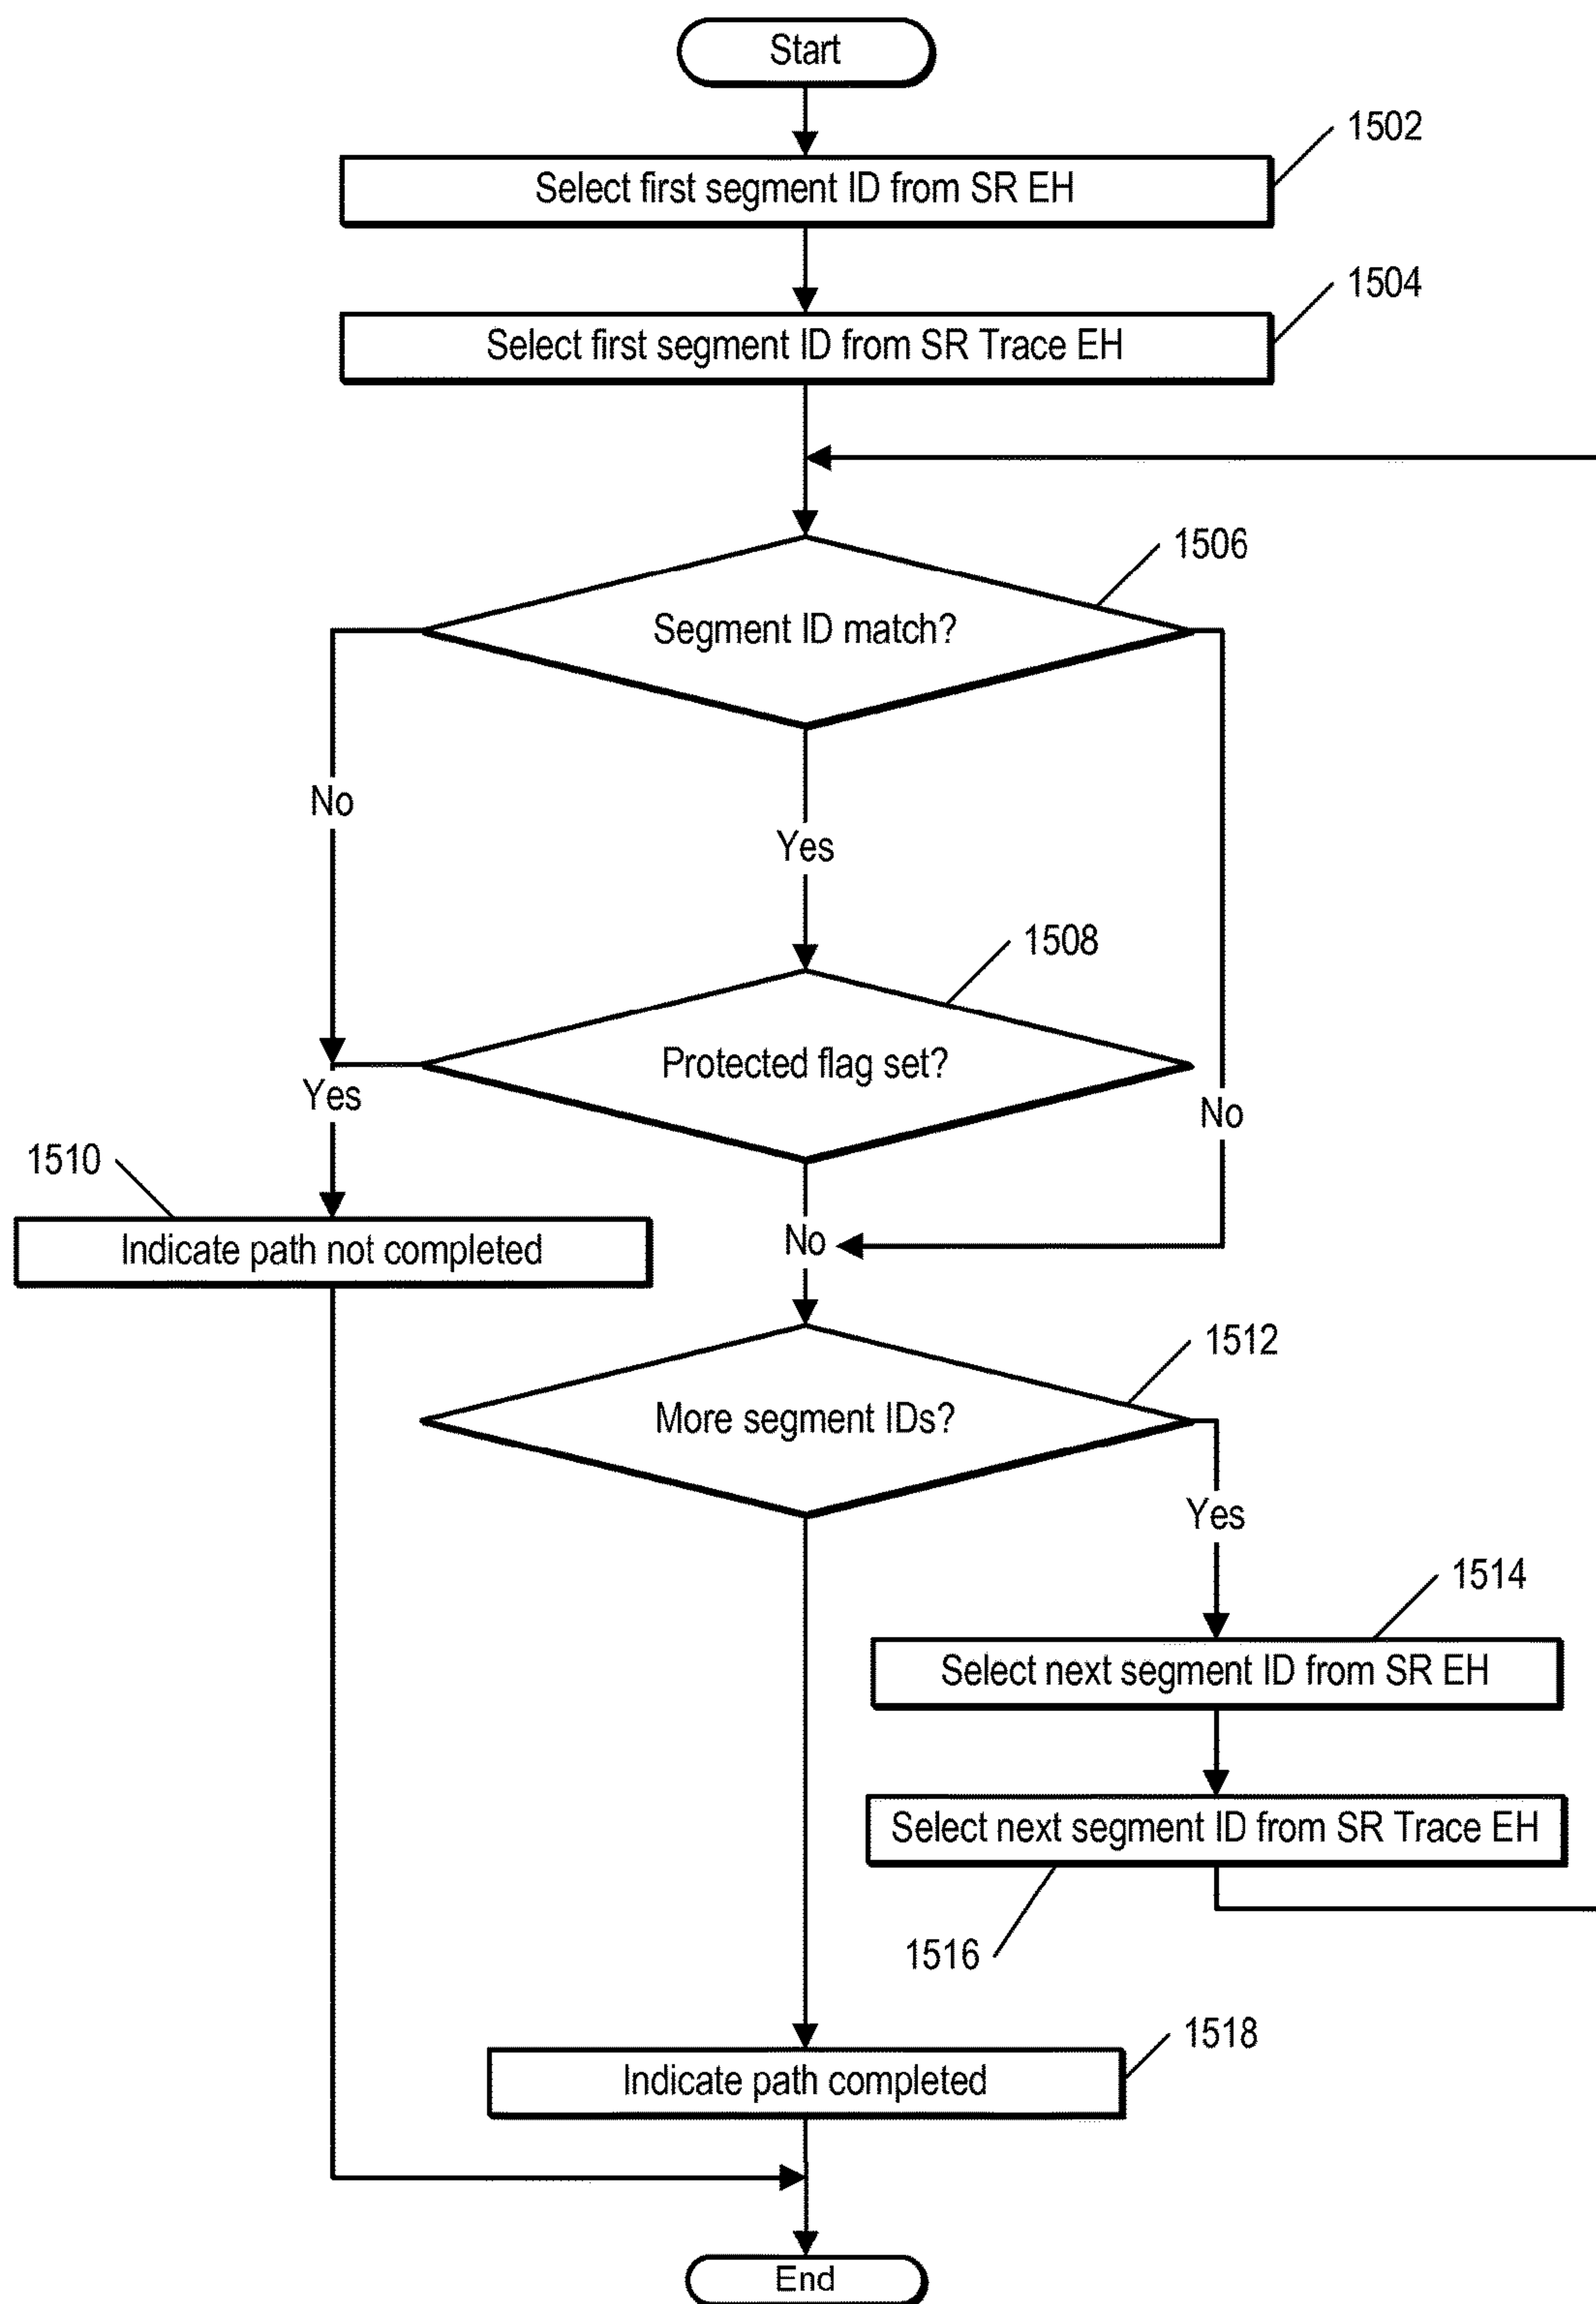 Start
1502
Select first segment ID from SR EH
1504
Select first segment ID from SR Trace EH
1506
Segment ID match?
No
Yes
1508
Protected flag set?
Yes
No
1510
Indicate path not completed
No
1512
More segment IDs?
Yes
1514
Select next segment ID from SR EH
Select next segment ID from SR Trace EH
1516
1518
Indicate path completed
End